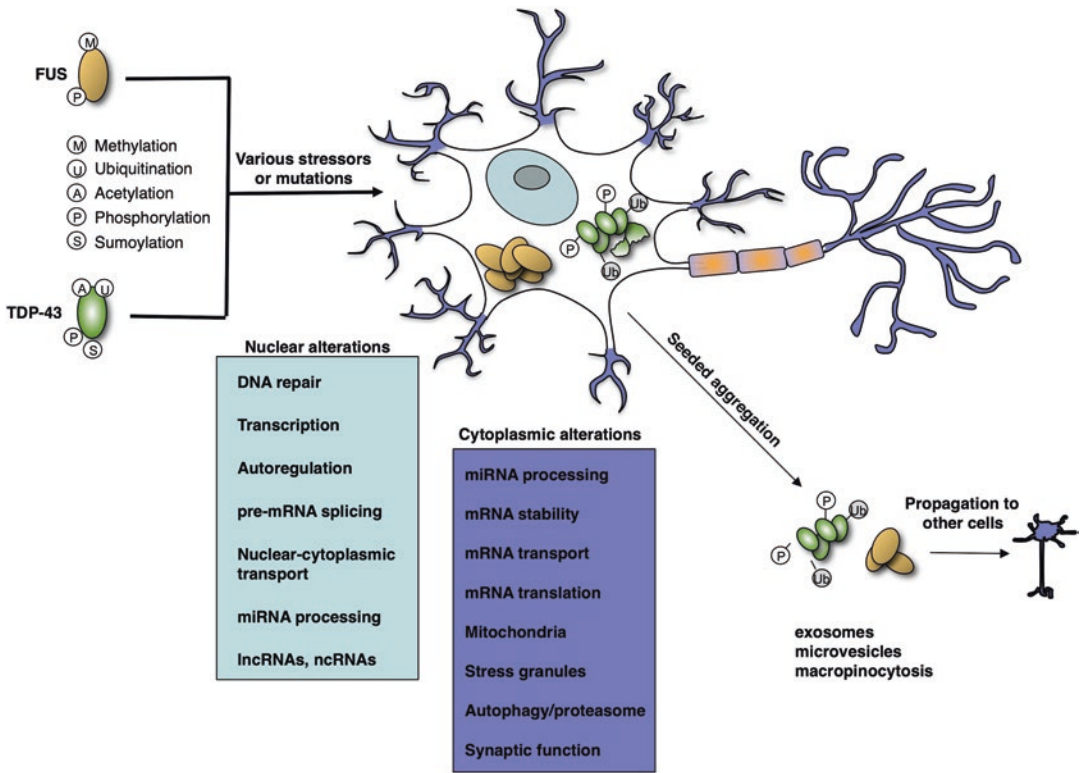 M
FUS
P
M Methylation
U Ubiquitination
A Acetylation
P Phosphorylation
S Sumoylation
A U
TDP-43
P
S
Various stressors
or mutations
P
Ub
P
Ub
Nuclear alterations
DNA repair
Transcription
Autoregulation
pre-mRNA splicing
Nuclear-cytoplasmic
transport
miRNA processing
lncRNAs, ncRNAs
Cytoplasmic alterations
miRNA processing
mRNA stability
mRNA transport
mRNA translation
Mitochondria
Stress granules
Autophagy/proteasome
Synaptic function
Seeded aggregation
P
Ub
P
Ub
Propagation to
other cells
exosomes
microvesicles
macropinocytosis